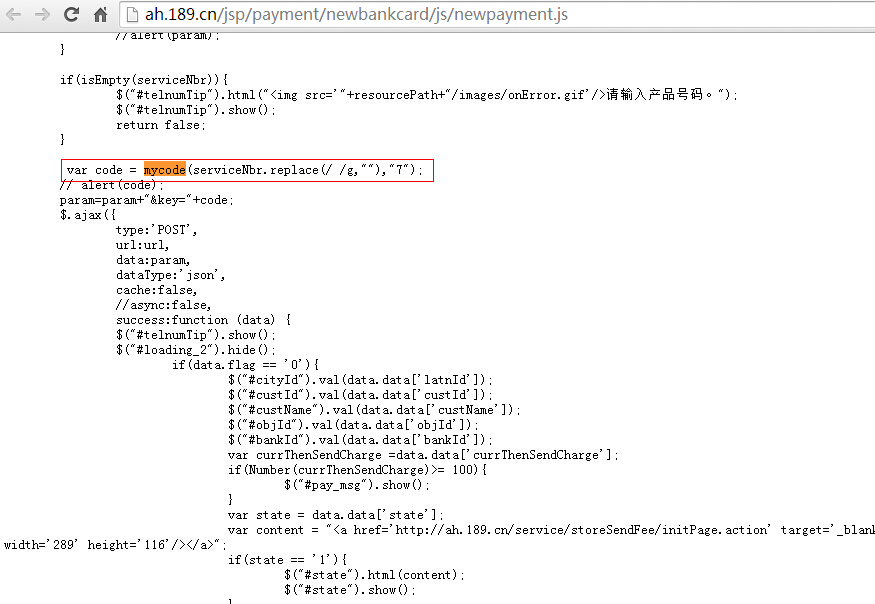 ah.189.cn/jsp/payment/newbankcard/js/newpayment.js
//alert(param);
}
if(isEmpty(serviceNbr)){
$("#telnumTip").html("<img src='"+resourcePath+"/images/onError.gif'/>请输入产品号码。");
$("#telnumTip").show();
return false;
}
var code = mycode(serviceNbr.replace(/ /g,""),"7");
// alert(code);
param=param+"&key="+code;
$.ajax({
type:'POST',
url:url,
data:param,
dataType:'json',
cache:false,
//async:false,
success:function (data) {
$("#telnumTip").show();
$("#loading_2").hide();
if(data.flag == '0'){
$("#cityId").val(data.data['latnId']);
$("#custId").val(data.data['custId']);
$("#custName").val(data.data['custName']);
$("#objId").val(data.data['objId']);
$("#bankId").val(data.data['bankId']);
var currThenSendCharge =data.data['currThenSendCharge'];
if(Number(currThenSendCharge)>= 100){
$("#pay_msg").show();
}
var state = data.data['state'];
var content = "<a href='http://ah.189.cn/service/storeSendFee/initPage.action' target='_blank
width='289' height='116'/></a>";
if(state == '1'){
$("#state").html(content);
$("#state").show();